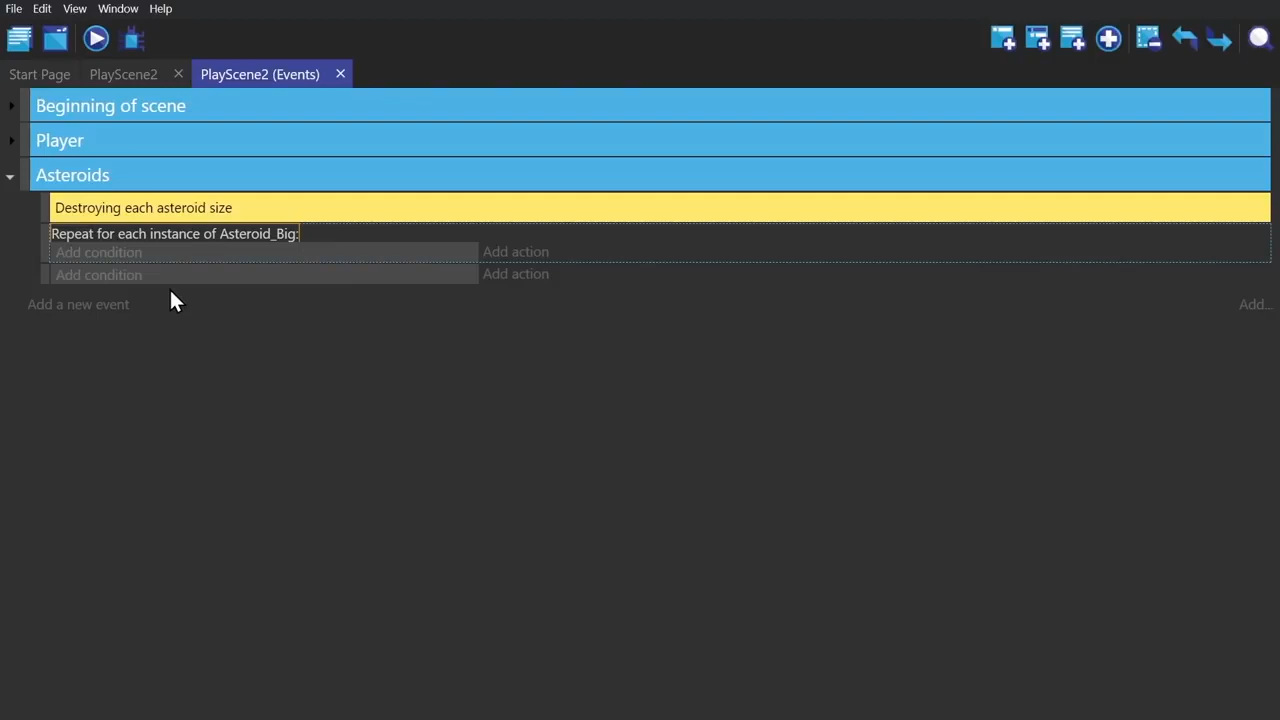 File Edit View Window Help
Start Page PlayScene2 × PlayScene2 (Events) ×
Beginning of scene
Player
Asteroids
Destroying each asteroid size
Repeat for each instance of Asteroid_Big:
Add condition Add action
Add condition Add action
Add a new event Add...